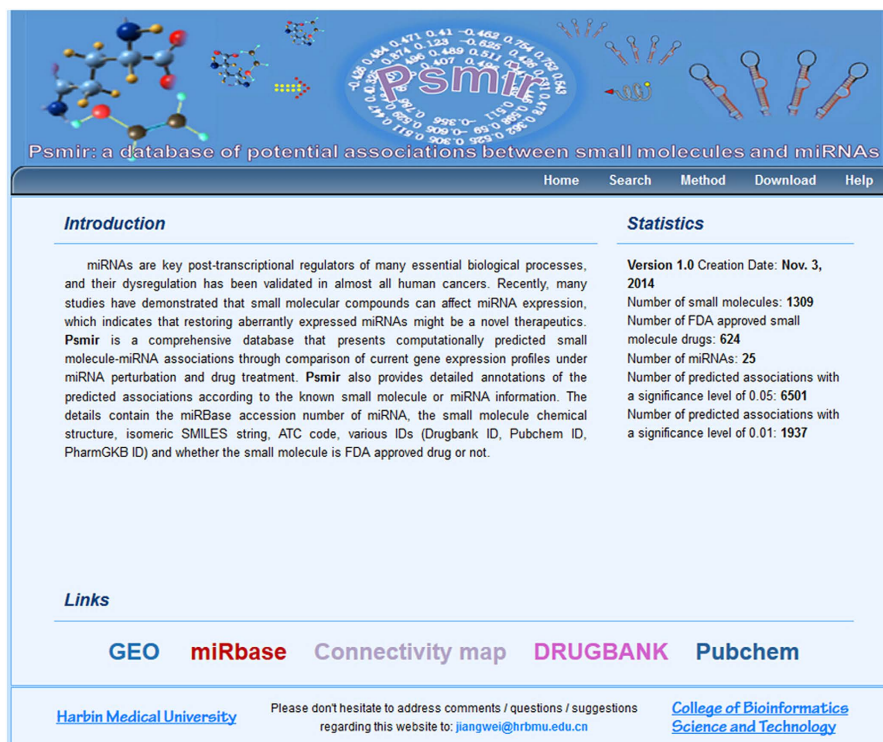 Psmir
Psmir: a database of potential associations between small molecules and miRNAs
Home Search Method Download Help
Introduction
miRNAs are key post-transcriptional regulators of many essential biological processes,
and their dysregulation has been validated in almost all human cancers. Recently, many
studies have demonstrated that small molecular compounds can affect miRNA expression,
which indicates that restoring aberrantly expressed miRNAs might be a novel therapeutics.
Psmir is a comprehensive database that presents computationally predicted small
molecule-miRNA associations through comparison of current gene expression profiles under
miRNA perturbation and drug treatment. Psmir also provides detailed annotations of the
predicted associations according to the known small molecule or miRNA information. The
details contain the miRBase accession number of miRNA, the small molecule chemical
structure, isomeric SMILES string, ATC code, various IDs (Drugbank ID, Pubchem ID,
PharmGKB ID) and whether the small molecule is FDA approved drug or not.
Statistics
Version 1.0 Creation Date: Nov. 3,
2014
Number of small molecules: 1309
Number of FDA approved small
molecule drugs: 624
Number of miRNAs: 25
Number of predicted associations with
a significance level of 0.05: 6501
Number of predicted associations with
a significance level of 0.01: 1937
Links
GEO miRbase Connectivity map DRUGBANK Pubchem
Harbin Medical University
Please don't hesitate to address comments / questions / suggestions
regarding this website to: jiangwei@hrbmu.edu.cn
College of Bioinformatics
Science and Technology